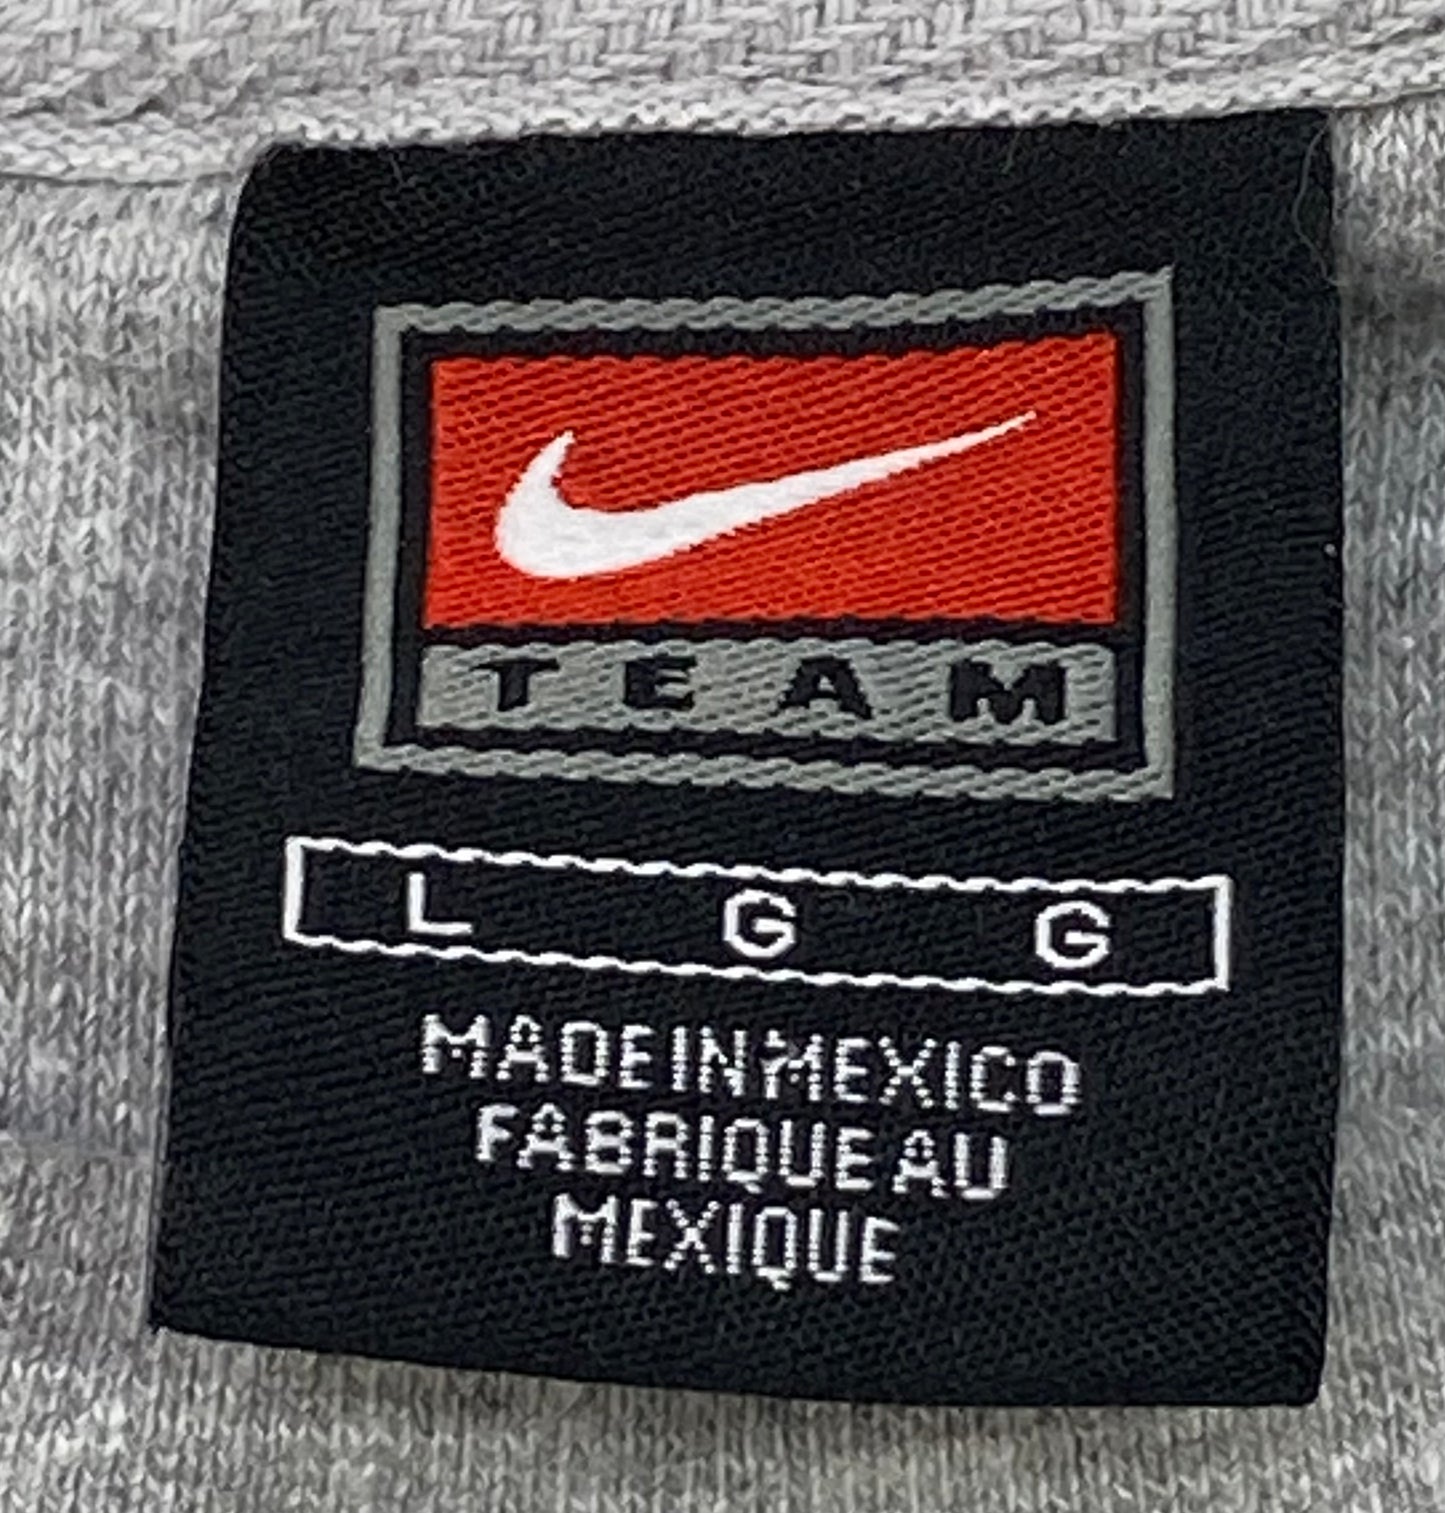 TEAM
L G G
MADE IN MEXICO
FABRIQUE AU
MEXIQUE